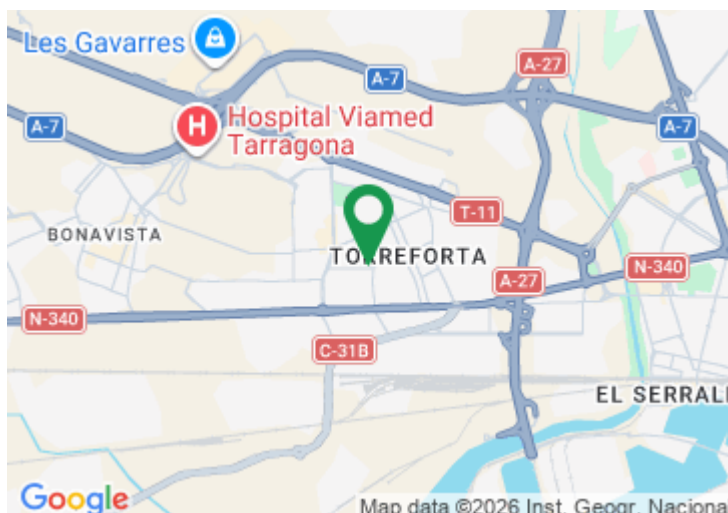 Les Gavarres
A-27
A-7
A-7
A-7
H
Hospital Viamed
Tarragona
T-11
BONAVISTA
TORREFORTA
N-340
A-27
N-340
C-31B
EL SERRALL
Google
Map data ©2026 Inst. Geogr. Naciona